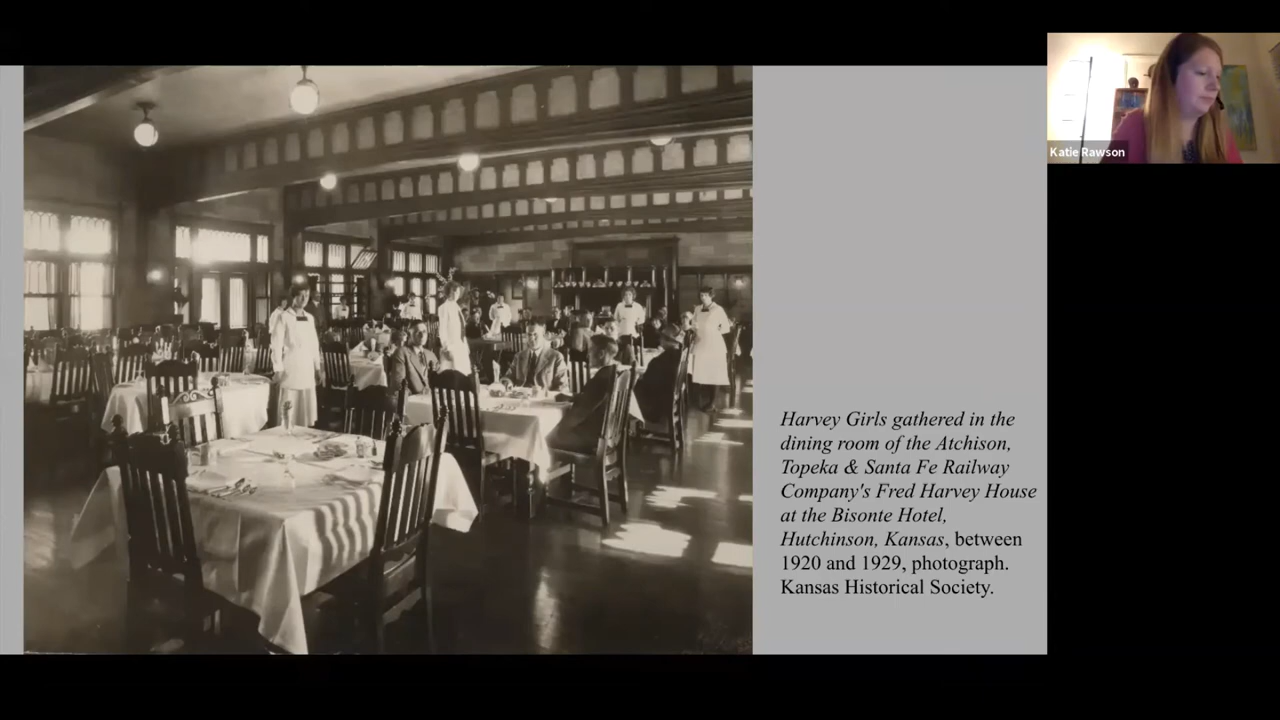 Katie Rawson
Harvey Girls gathered in the
dining room of the Atchison,
Topeka & Santa Fe Railway
Company's Fred Harvey House
at the Bisonte Hotel,
Hutchinson, Kansas, between
1920 and 1929, photograph.
Kansas Historical Society.